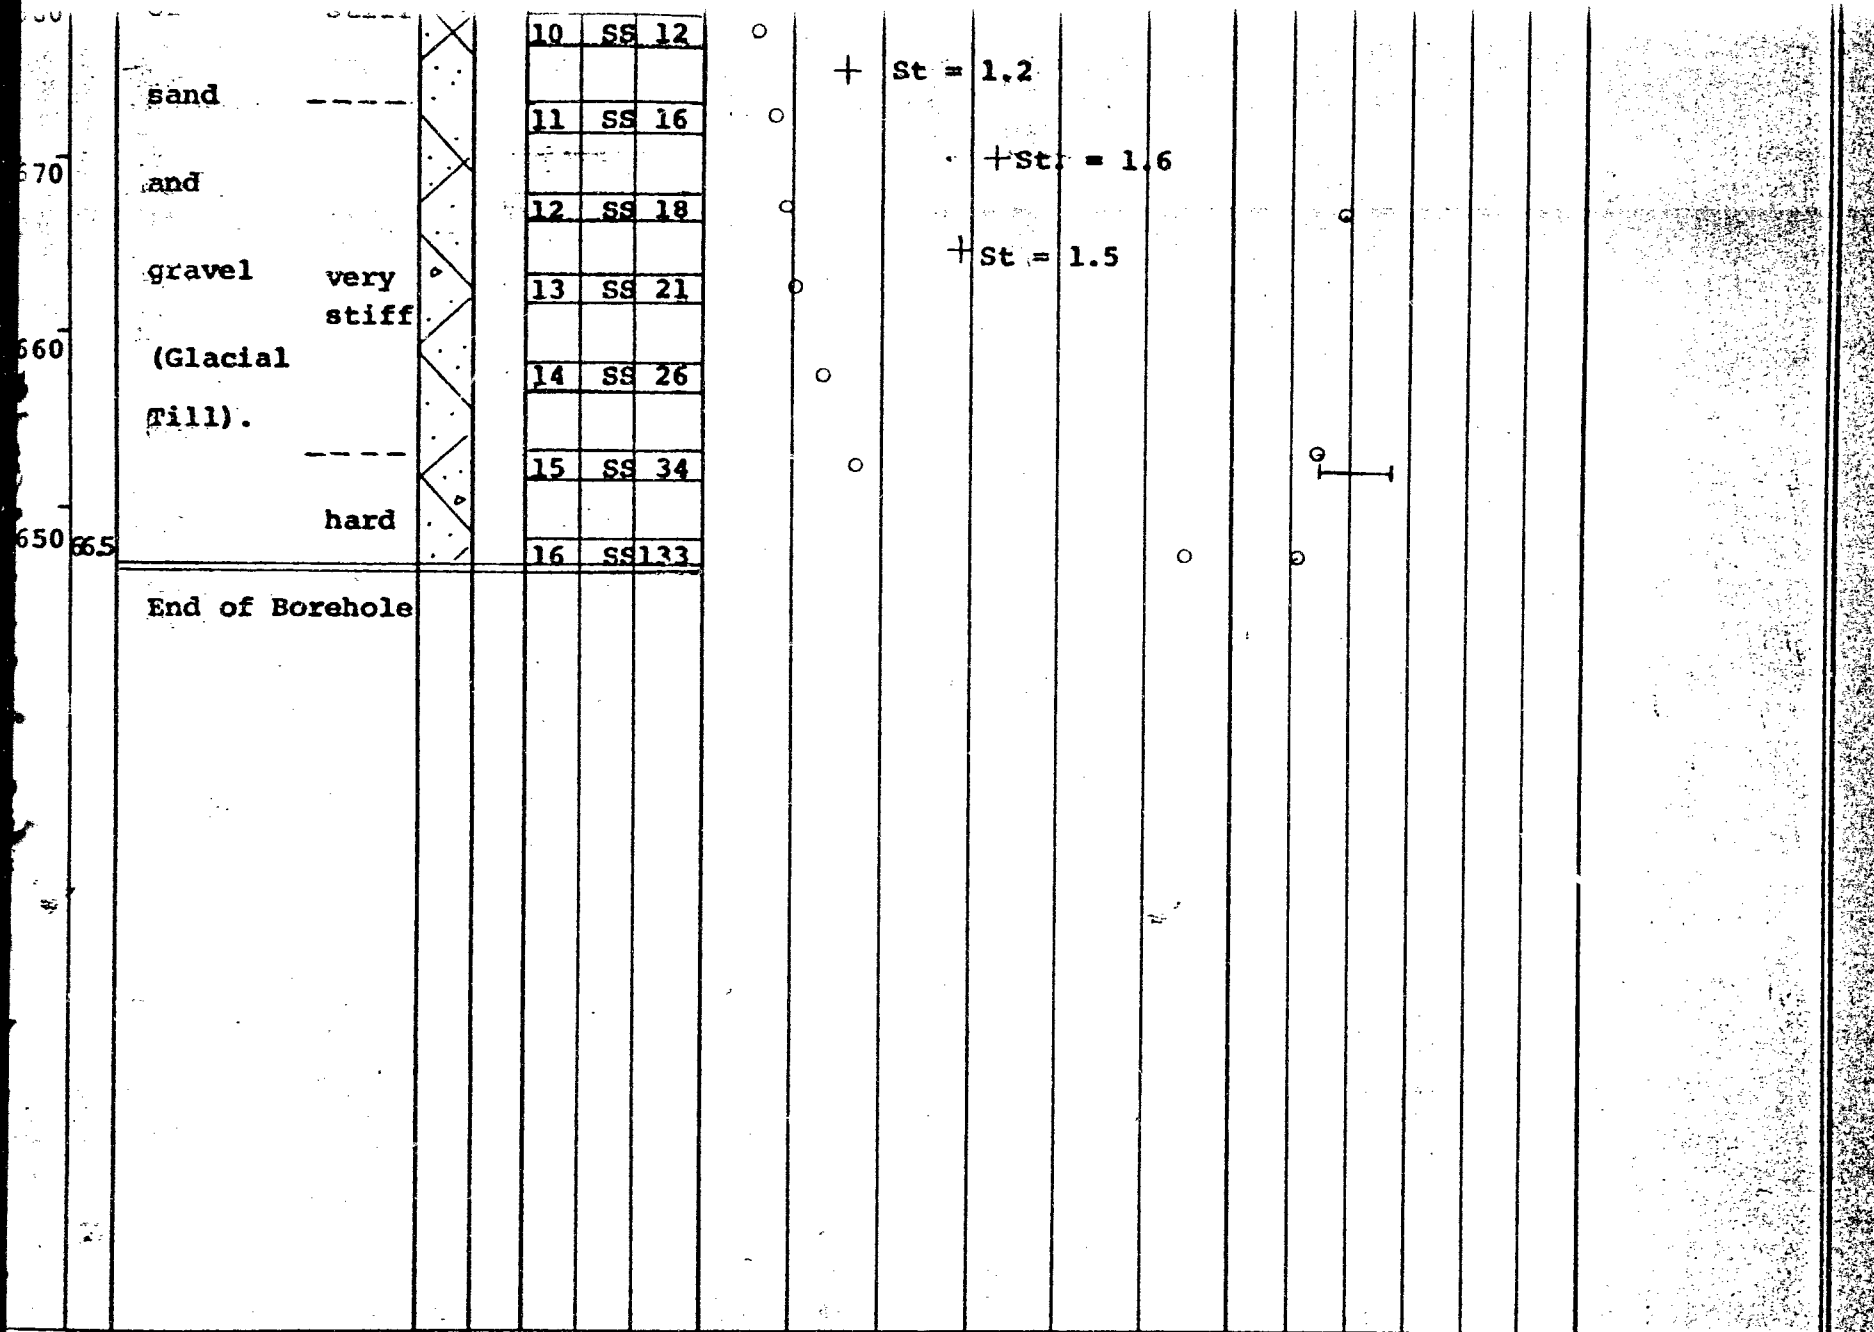 10 SS 12
St = 1.2
sand ----
11 SS 16
St. = 1.6
670
and
12 SS 18
St = 1.5
gravel very
13 SS 21
stiff
660
(Glacial
14 SS 26
Till).
----
15 SS 34
hard
650 66.5
16 SS 133
End of Borehole